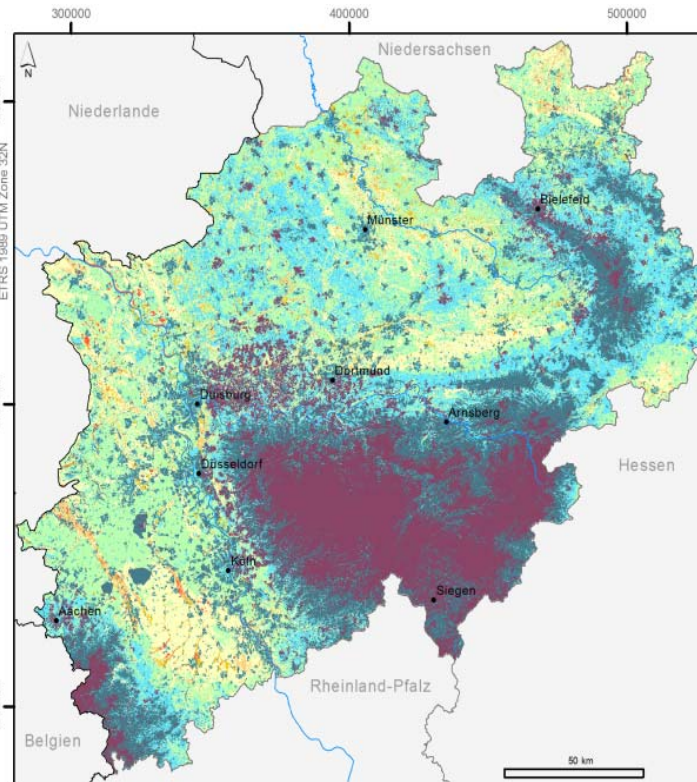 300000
400000
500000
N
Niedersachsen
Niederlande
ETRS 1989 UTM Zone 32N
Bielefeld
Münster
Dortmund
Duisburg
Arnsberg
Hessen
Düsseldorf
Köln
Siegen
Aachen
Rheinland-Pfalz
Belgien
50 km